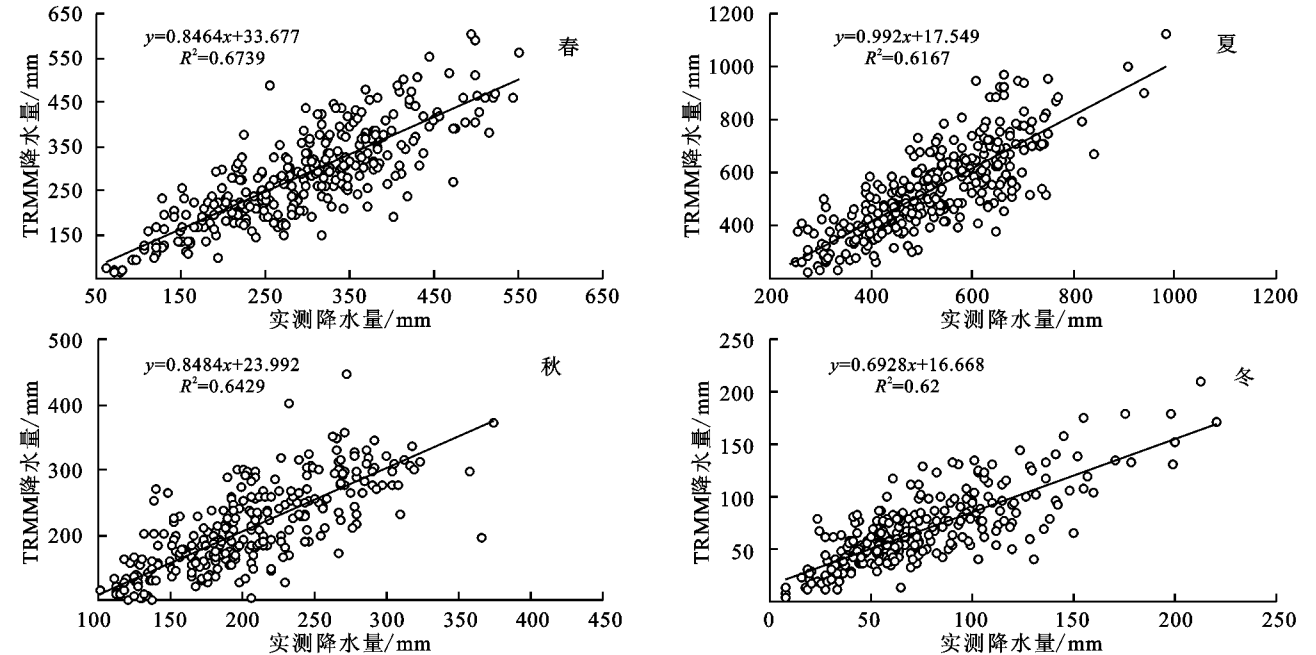 650
550
450
350
250
150
TRMM降水量/mm
y=0.8464x+33.677
R²=0.6739
春
50 150 250 350 450 550 650
实测降水量/mm
1200
1000
800
600
400
TRMM降水量/mm
y=0.992x+17.549
R²=0.6167
夏
200 400 600 800 1000 1200
实测降水量/mm
500
400
300
200
TRMM降水量/mm
y=0.8484x+23.992
R²=0.6429
秋
100 150 200 250 300 350 400 450
实测降水量/mm
250
200
150
100
50
TRMM降水量/mm
y=0.6928x+16.668
R²=0.62
冬
0 50 100 150 200 250
实测降水量/mm